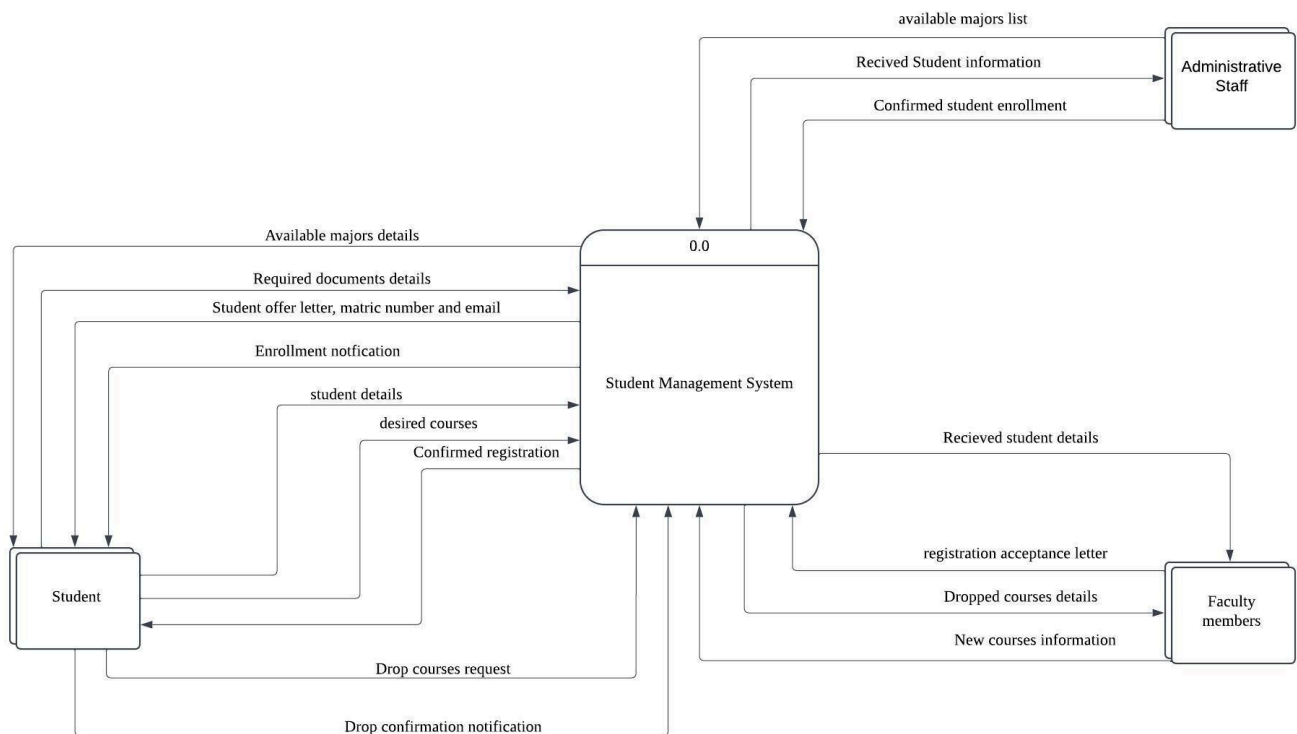 available majors list
Recived Student information
Administrative
Staff
Confirmed student enrollment
Available majors details
0.0
Required documents details
Student offer letter, matric number and email
Enrollment notfication
Student Management System
student details
desired courses
Confirmed registration
Recieved student details
registration acceptance letter
Student
Dropped courses details
Faculty
members
New courses information
Drop courses request
Drop confirmation notification